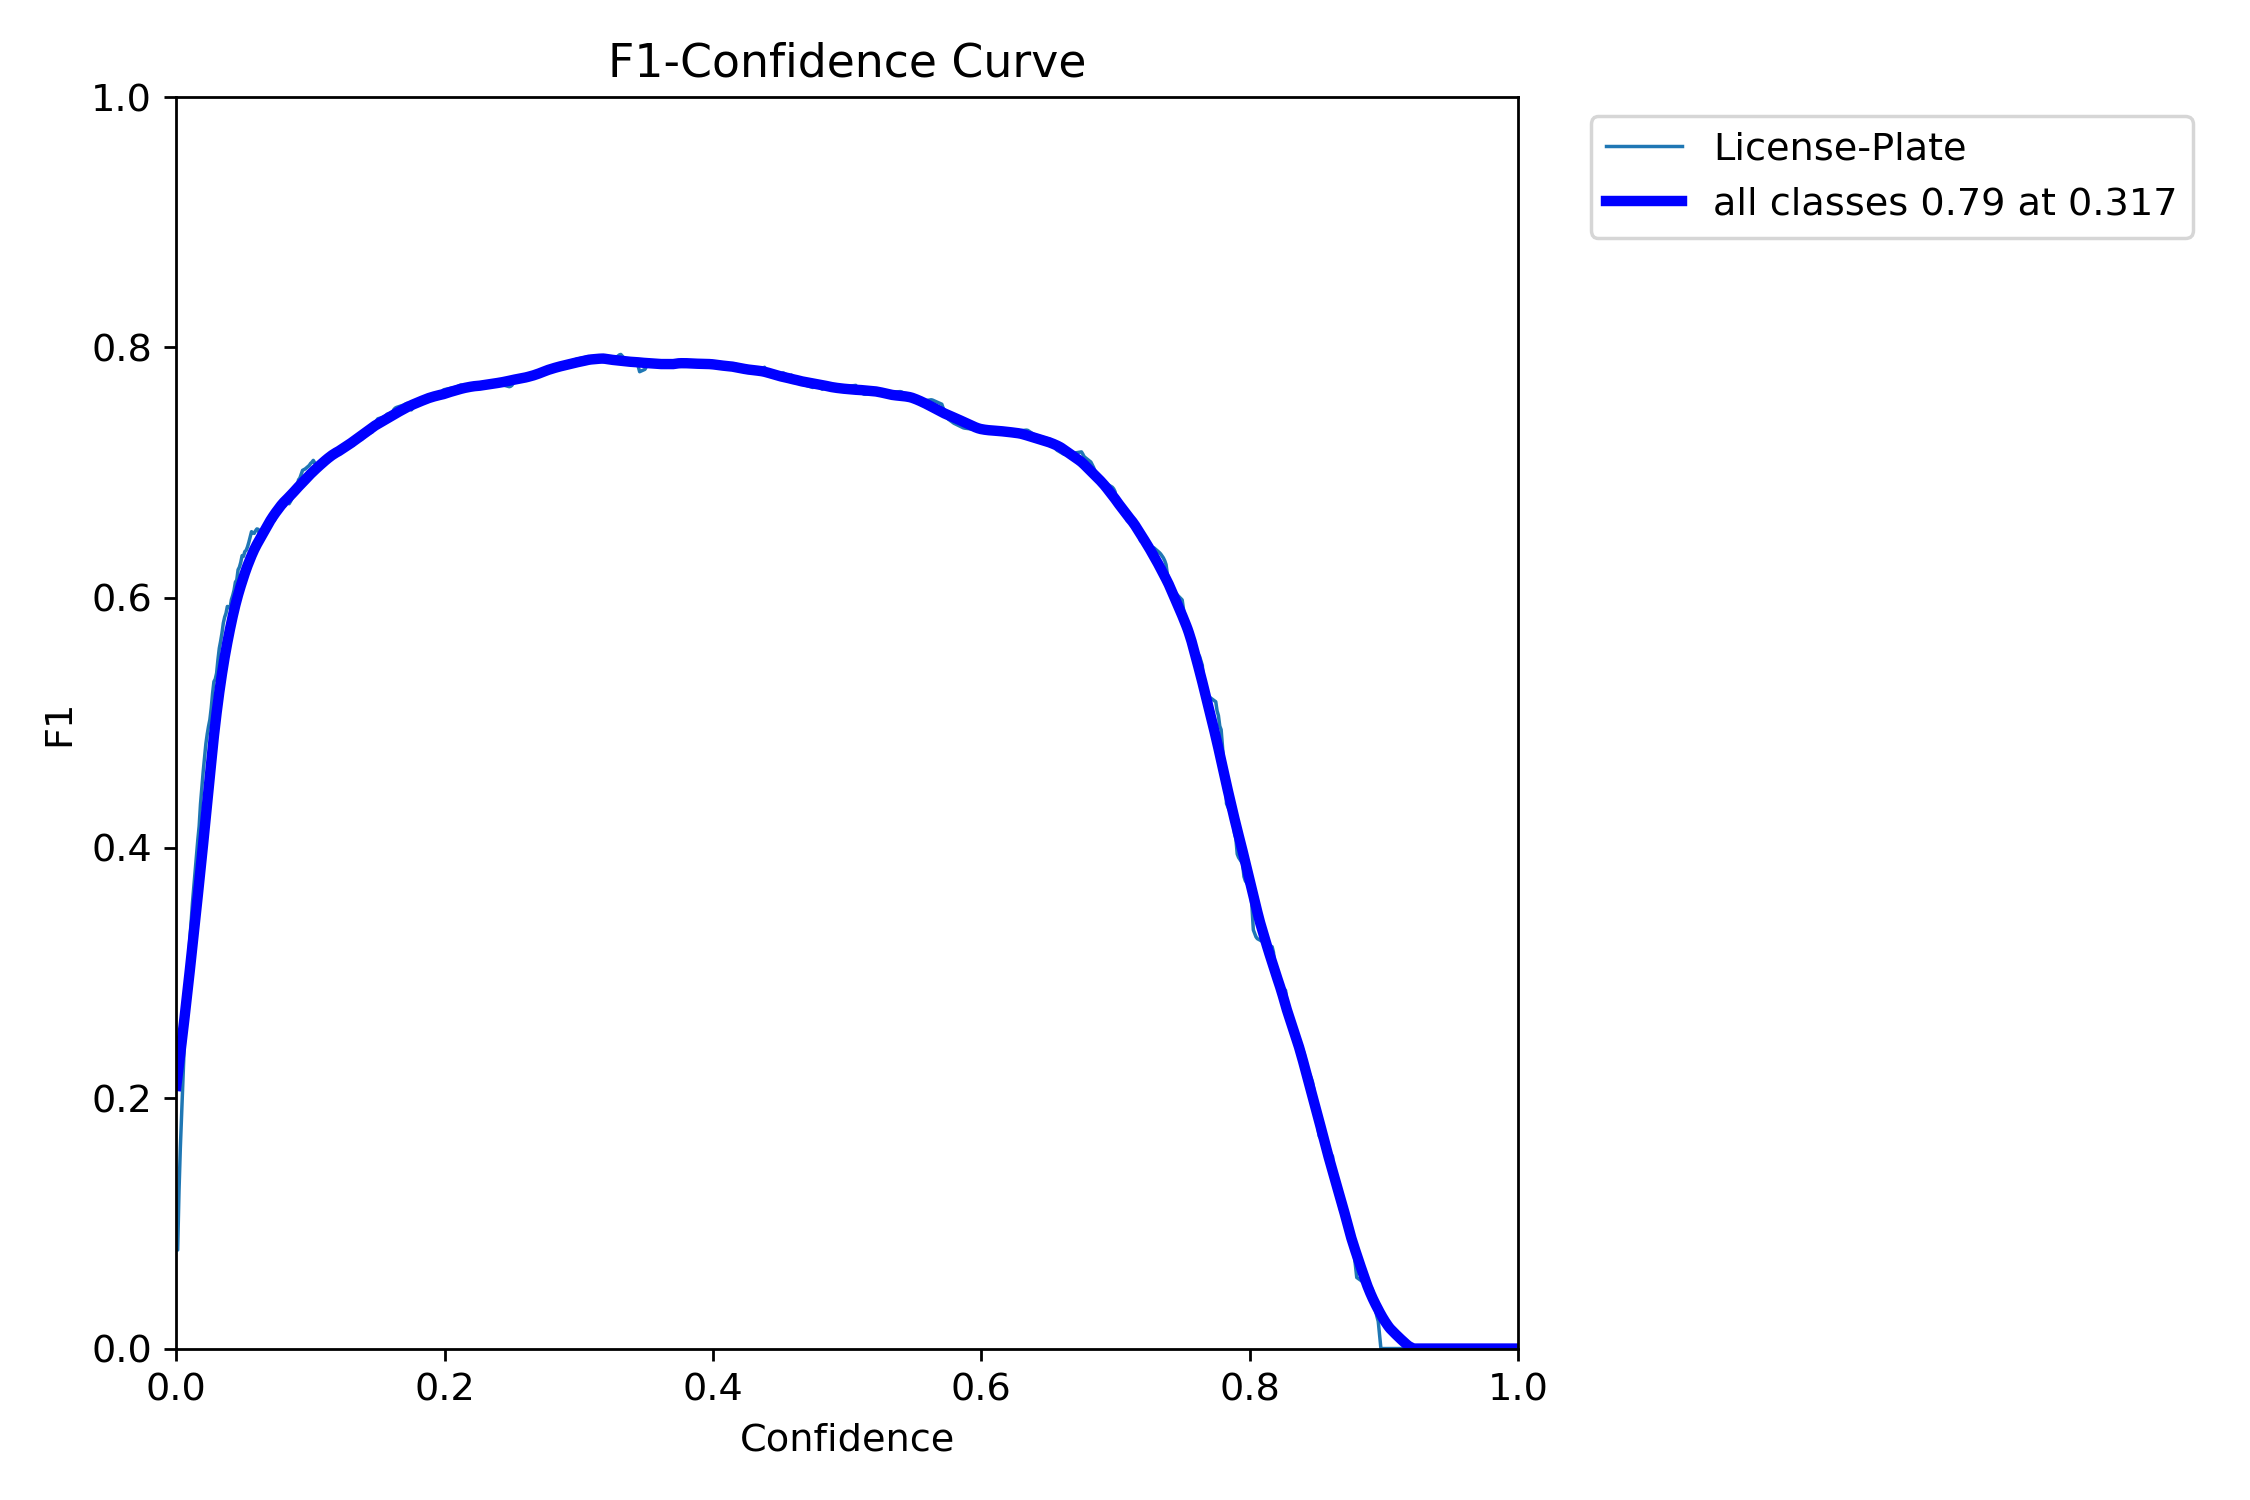 F1-Confidence Curve
1.0
0.8
0.6
0.4
0.2
0.0
F1
0.0 0.2 0.4 0.6 0.8 1.0
Confidence
License-Plate
all classes 0.79 at 0.317